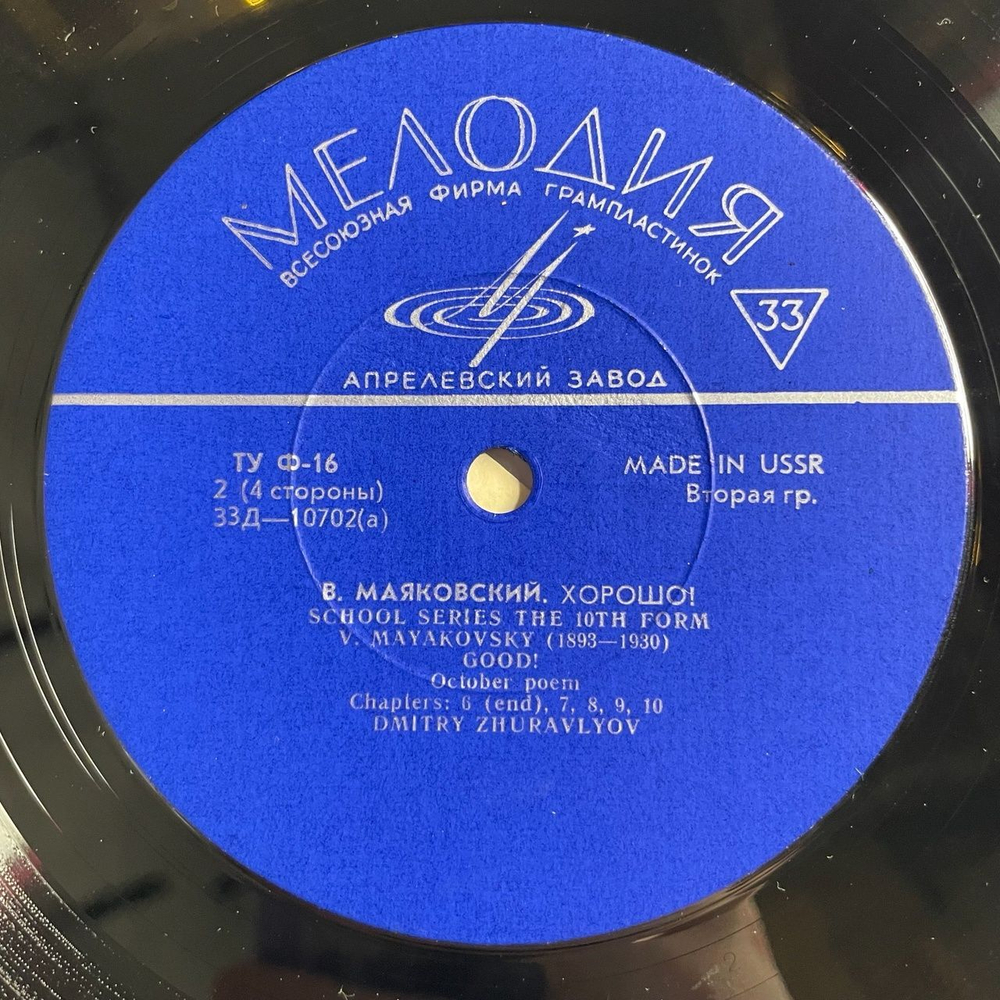 МЕЛОДИЯ
ВСЕСОЮЗНАЯ ФИРМА ГРАМПЛАСТИНОК
33
АПРЕЛЕВСКИЙ ЗАВОД
ТУ Ф-16
MADE IN USSR
2 (4 стороны)
Вторая гр.
33Д—10702(а)
В. МАЯКОВСКИЙ. ХОРОШО!
SCHOOL SERIES THE 10TH FORM
V. MAYAKOVSKY (1893—1930)
GOOD!
October poem
Chapters: 6 (end), 7, 8, 9, 10
DMITRY ZHURAVLYOV